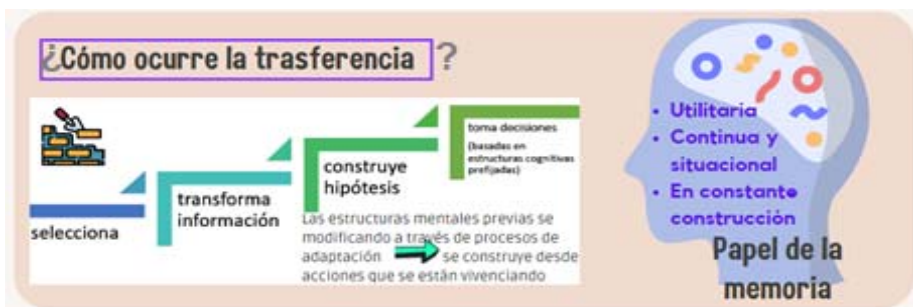 ¿Cómo ocurre la trasferencia ?
selecciona
transforma
información
construye
hipótesis
toma decisiones
(basadas en
estructuras cognitivas
prefijadas)
Las estructuras mentales previas se
modificando a través de procesos de
adaptación se construye desde
acciones que se están vivenciando
• Utilitaria
• Continua y
situacional
• En constante
construcción
Papel de la
memoria